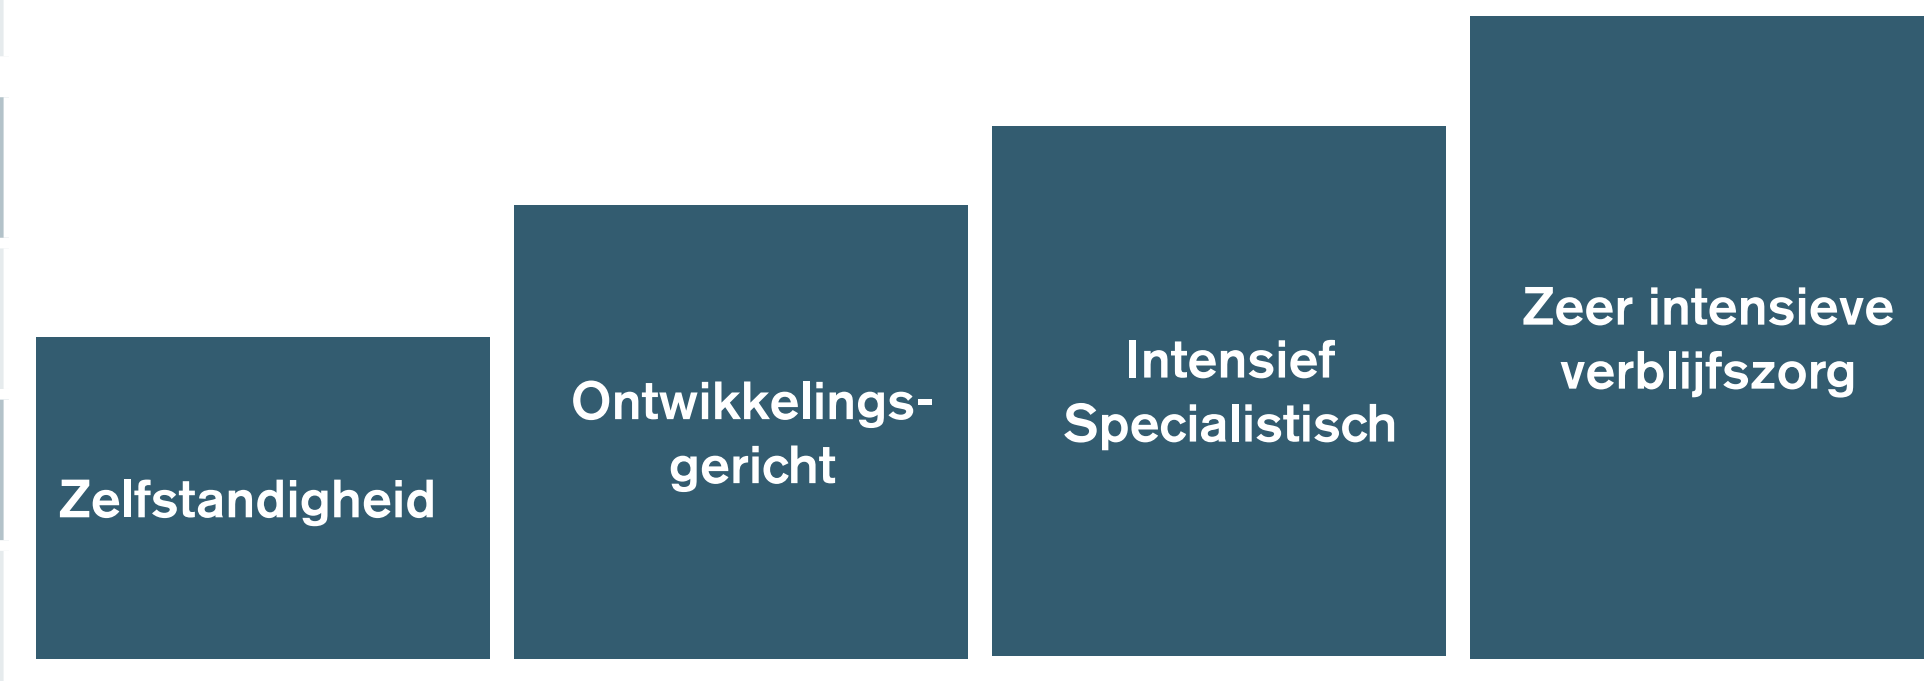 Zelfstandigheid
Ontwikkelings-
gericht
Intensief
Specialistisch
Zeer intensieve
verblijfszorg